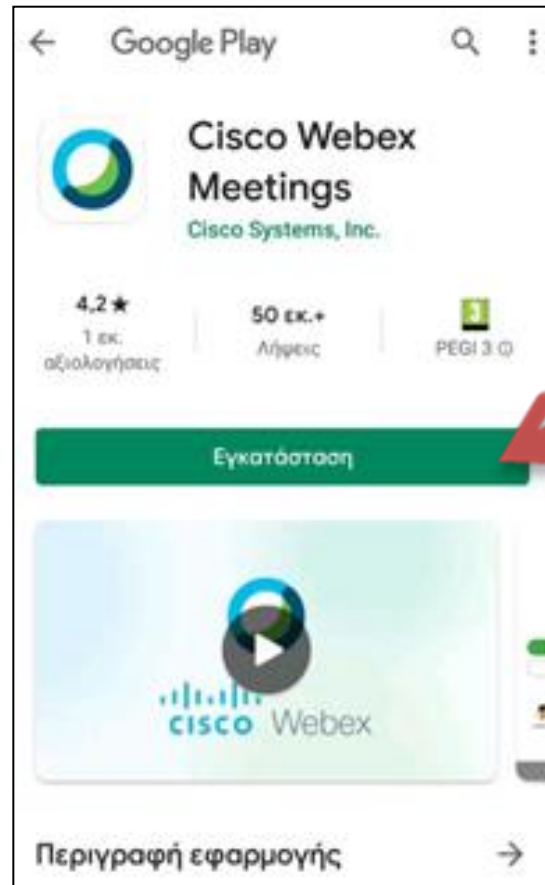 Google Play
Cisco Webex
Meetings
Cisco Systems, Inc.
4,2 ★
1 εκ.
αξιολογήσεις
50 εκ.+
Λήψεις
3
PEGI 3
Εγκατάσταση
CISCO Webex
Περιγραφή εφαρμογής